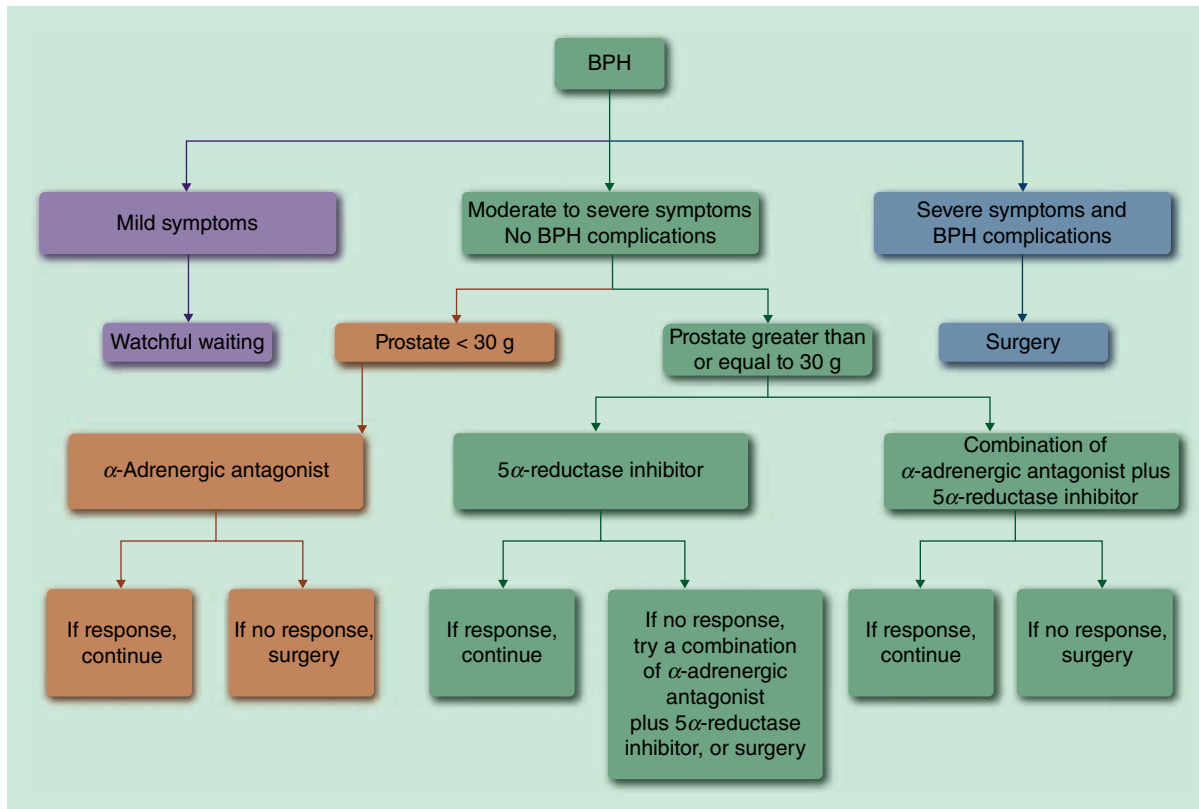 BPH
Mild symptoms
Moderate to severe symptoms
No BPH complications
Severe symptoms and
BPH complications
Watchful waiting
Prostate < 30 g
Prostate greater than
or equal to 30 g
Surgery
α-Adrenergic antagonist
5α-reductase inhibitor
Combination of
α-adrenergic antagonist plus
5α-reductase inhibitor
If response,
continue
If no response,
surgery
If response,
continue
If no response,
try a combination
of α-adrenergic
antagonist
plus 5α-reductase
inhibitor, or surgery
If response,
continue
If no response,
surgery